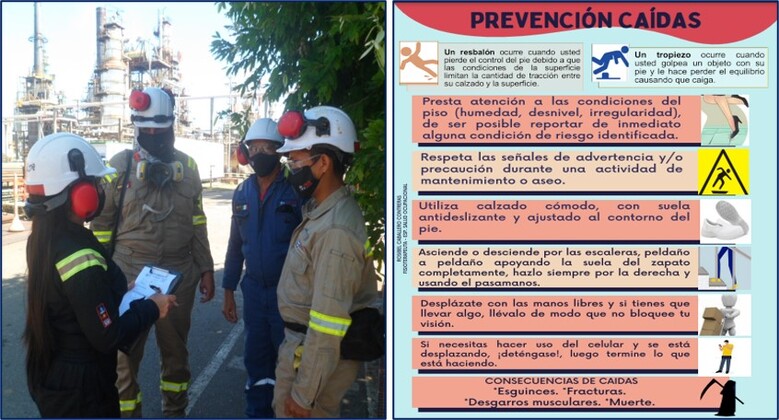 PREVENCIÓN CAÍDAS
Un resbalón ocurre cuando usted
pierde el control del pie debido a que
las condiciones de la superficie
limitan la cantidad de tracción entre
su calzado y la superficie.
Un tropiezo ocurre cuando
usted golpea un objeto con su
pie y le hace perder el equilibrio
causando que caiga.
Presta atención a las condiciones del
piso (humedad, desnivel, irregularidad),
de ser posible reportar de inmediato
alguna condición de riesgo identificada.
Respeta las señales de advertencia y/o
precaución durante una actividad de
mantenimiento o aseo.
Utiliza calzado cómodo, con suela
antideslizante y ajustado al contorno del
pie.
Asciende o desciende por las escaleras, peldaño
a peldaño apoyando la suela del zapato
completamente, hazlo siempre por la derecha y
usando el pasamanos.
Desplázate con las manos libres y si tienes que
llevar algo, llévalo de modo que no bloquee tu
visión.
Si necesitas hacer uso del celular y se está
desplazando, ¡deténgase!, luego termine lo que
está haciendo.
CONSECUENCIAS DE CAIDAS
*Esguinces. *Fracturas.
*Desgarros musculares. *Muerte.
FISIOTERAPEUTA - ESP. SALUD OCUPACIONAL